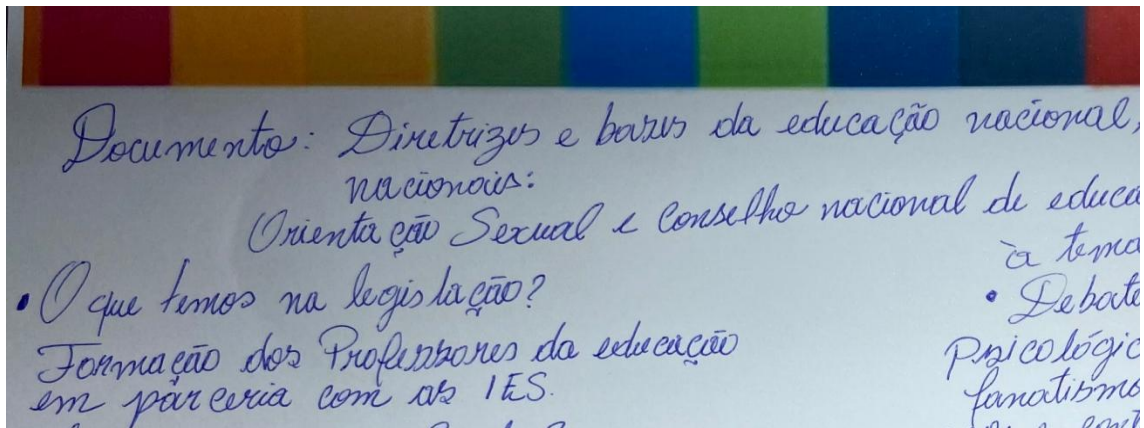 Documento: Diretrizes e bases da educação nacional,
nacionais:
Orientação Sexual e Conselho nacional de educa
à tema
• O que temos na legislação?
• Debate
Formação dos Professores da educação
Psicológic
em parceria com as IES.
fanatismo